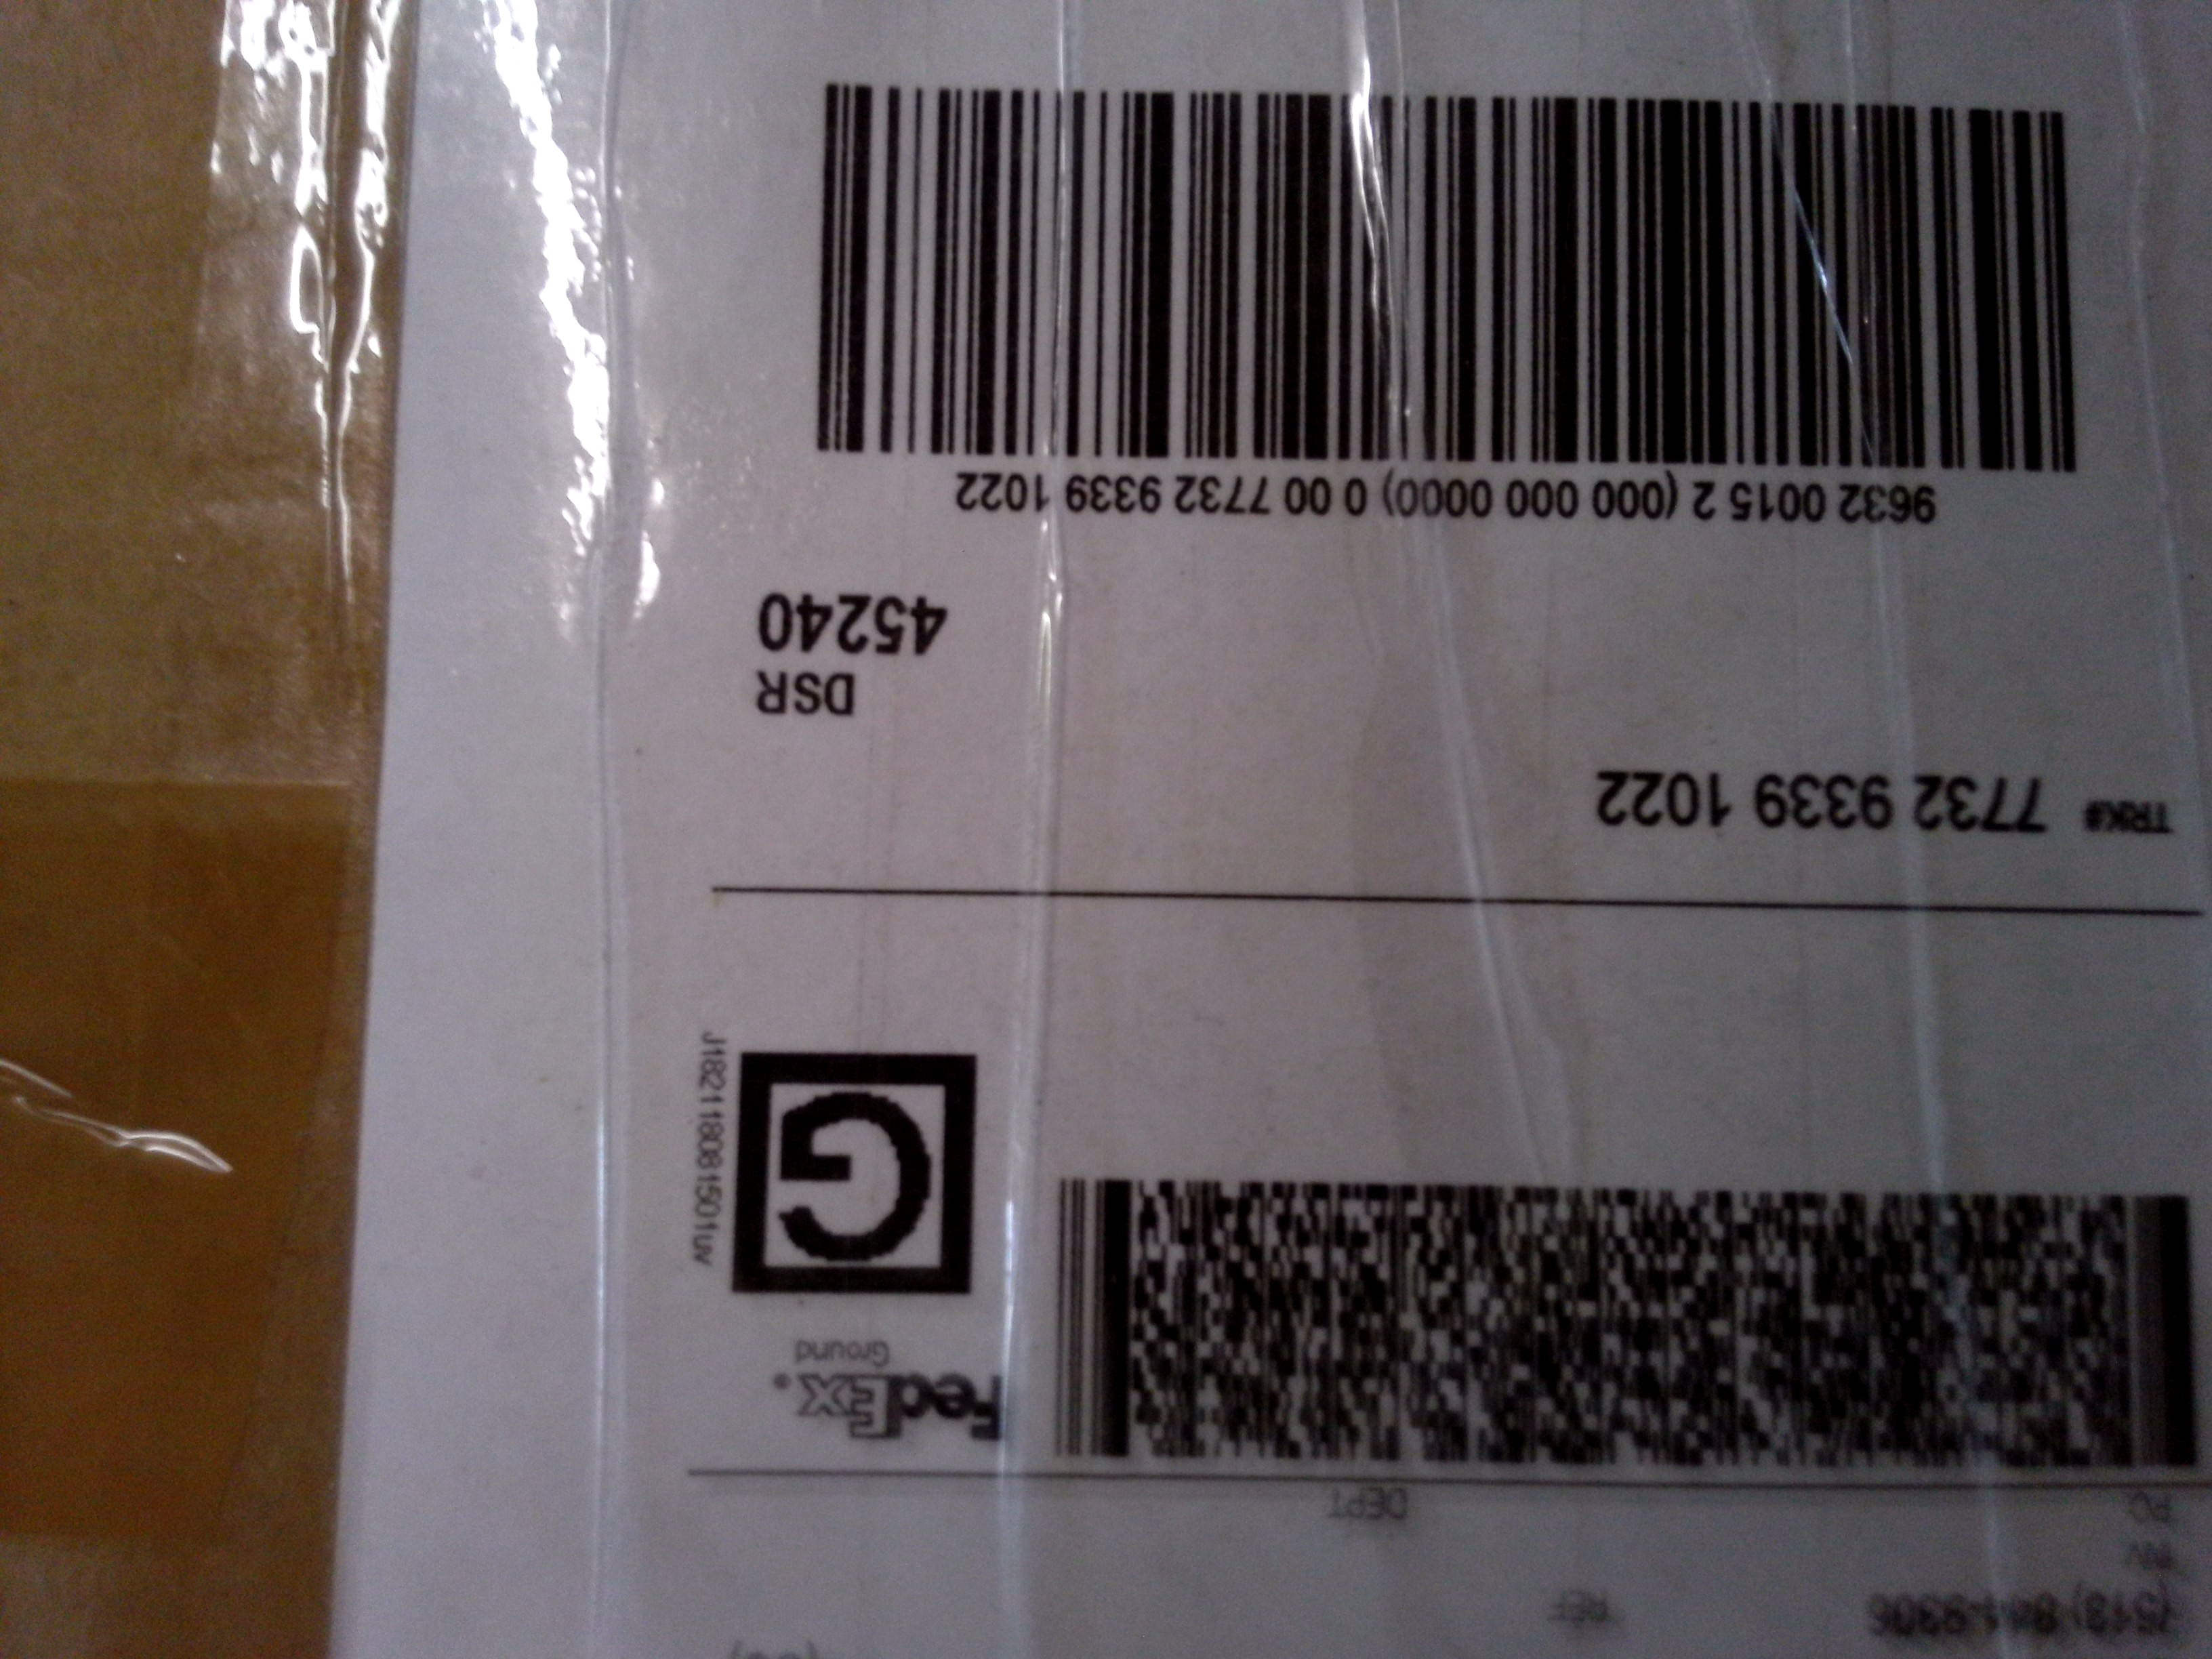 REF
DEPT
FedEx®
Ground
G
J182118081501uv
TRK# 7732 9339 1022
DSR
45240
9632 0015 2 (000 000 0000) 0 00 7732 9339 1022